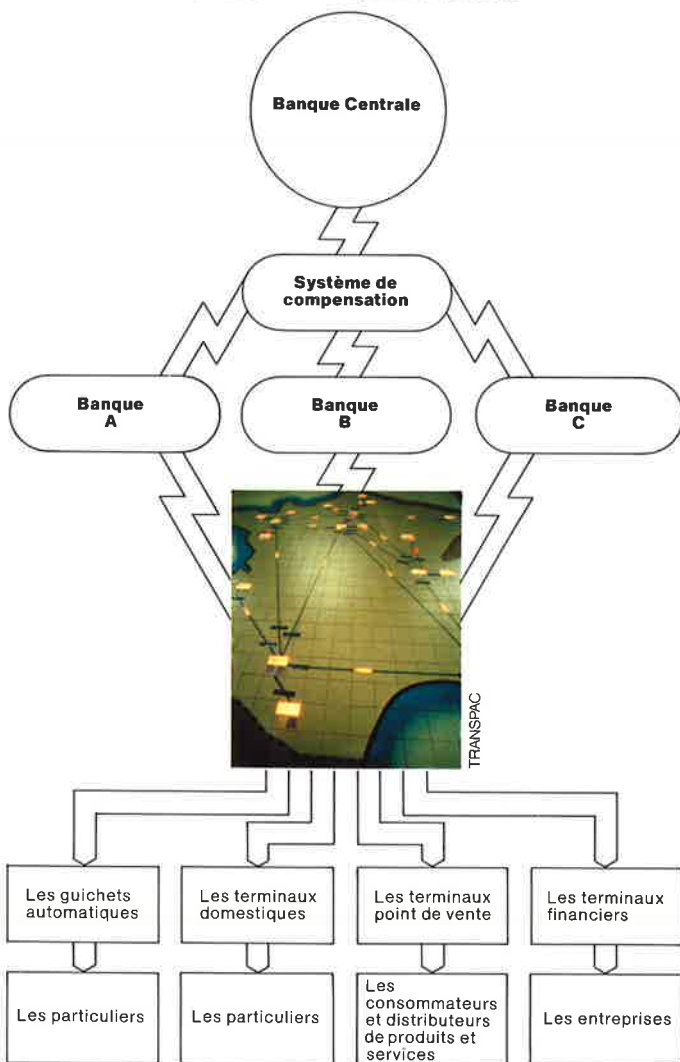 Banque Centrale
Système de
compensation
Banque
A
Banque
B
Banque
C
TRANSPAC
Les guichets
automatiques
Les terminaux
domestiques
Les terminaux
point de vente
Les terminaux
financiers
Les particuliers
Les particuliers
Les
consommateurs
et distributeurs
de produits et
services
Les entreprises